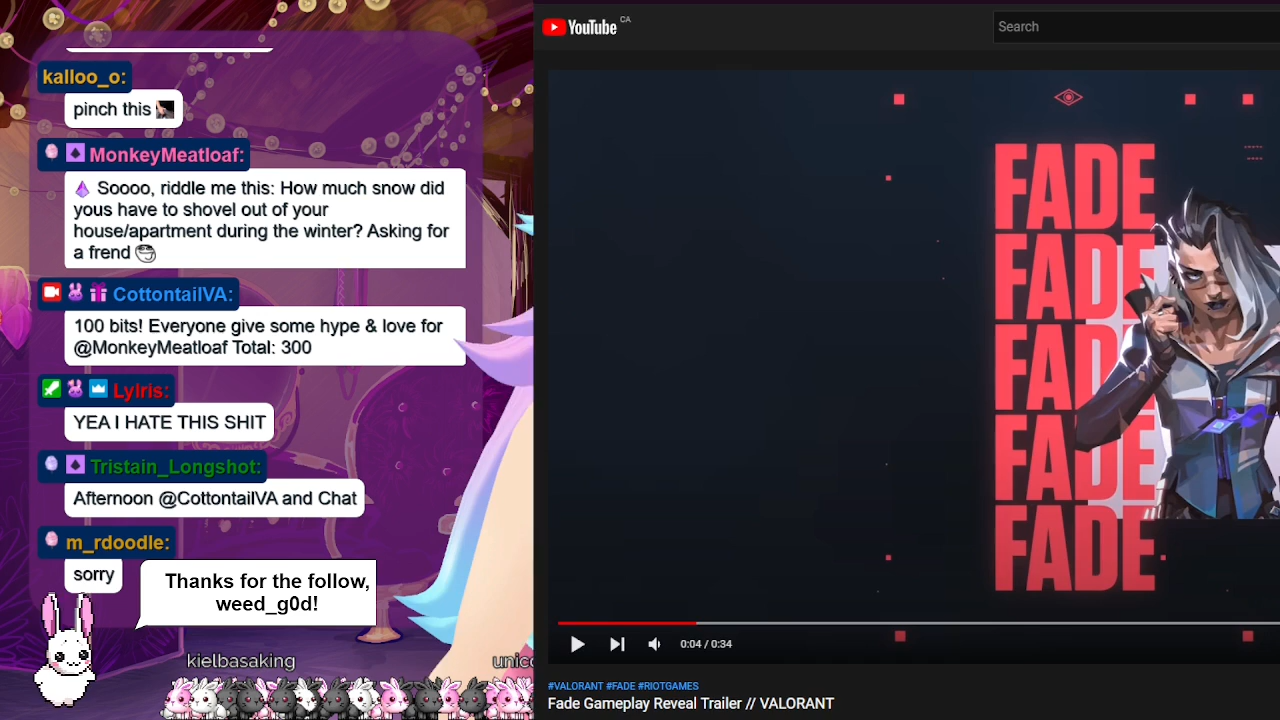 kalloo_o:
pinch this
MonkeyMeatloaf:
Soooo, riddle me this: How much snow did
yous have to shovel out of your
house/apartment during the winter? Asking for
a frend
CottontailVA:
100 bits! Everyone give some hype & love for
@MonkeyMeatloaf Total: 300
Lylris:
YEA I HATE THIS SHIT
Tristain_Longshot:
Afternoon @CottontailVA and Chat
m_rdoodle:
sorry
Thanks for the follow,
weed_g0d!
kielbasaking
unico
YouTube CA
Search
FADE
FADE
FADE
FADE
FADE
0:04 / 0:34
#VALORANT #FADE #RIOTGAMES
Fade Gameplay Reveal Trailer // VALORANT